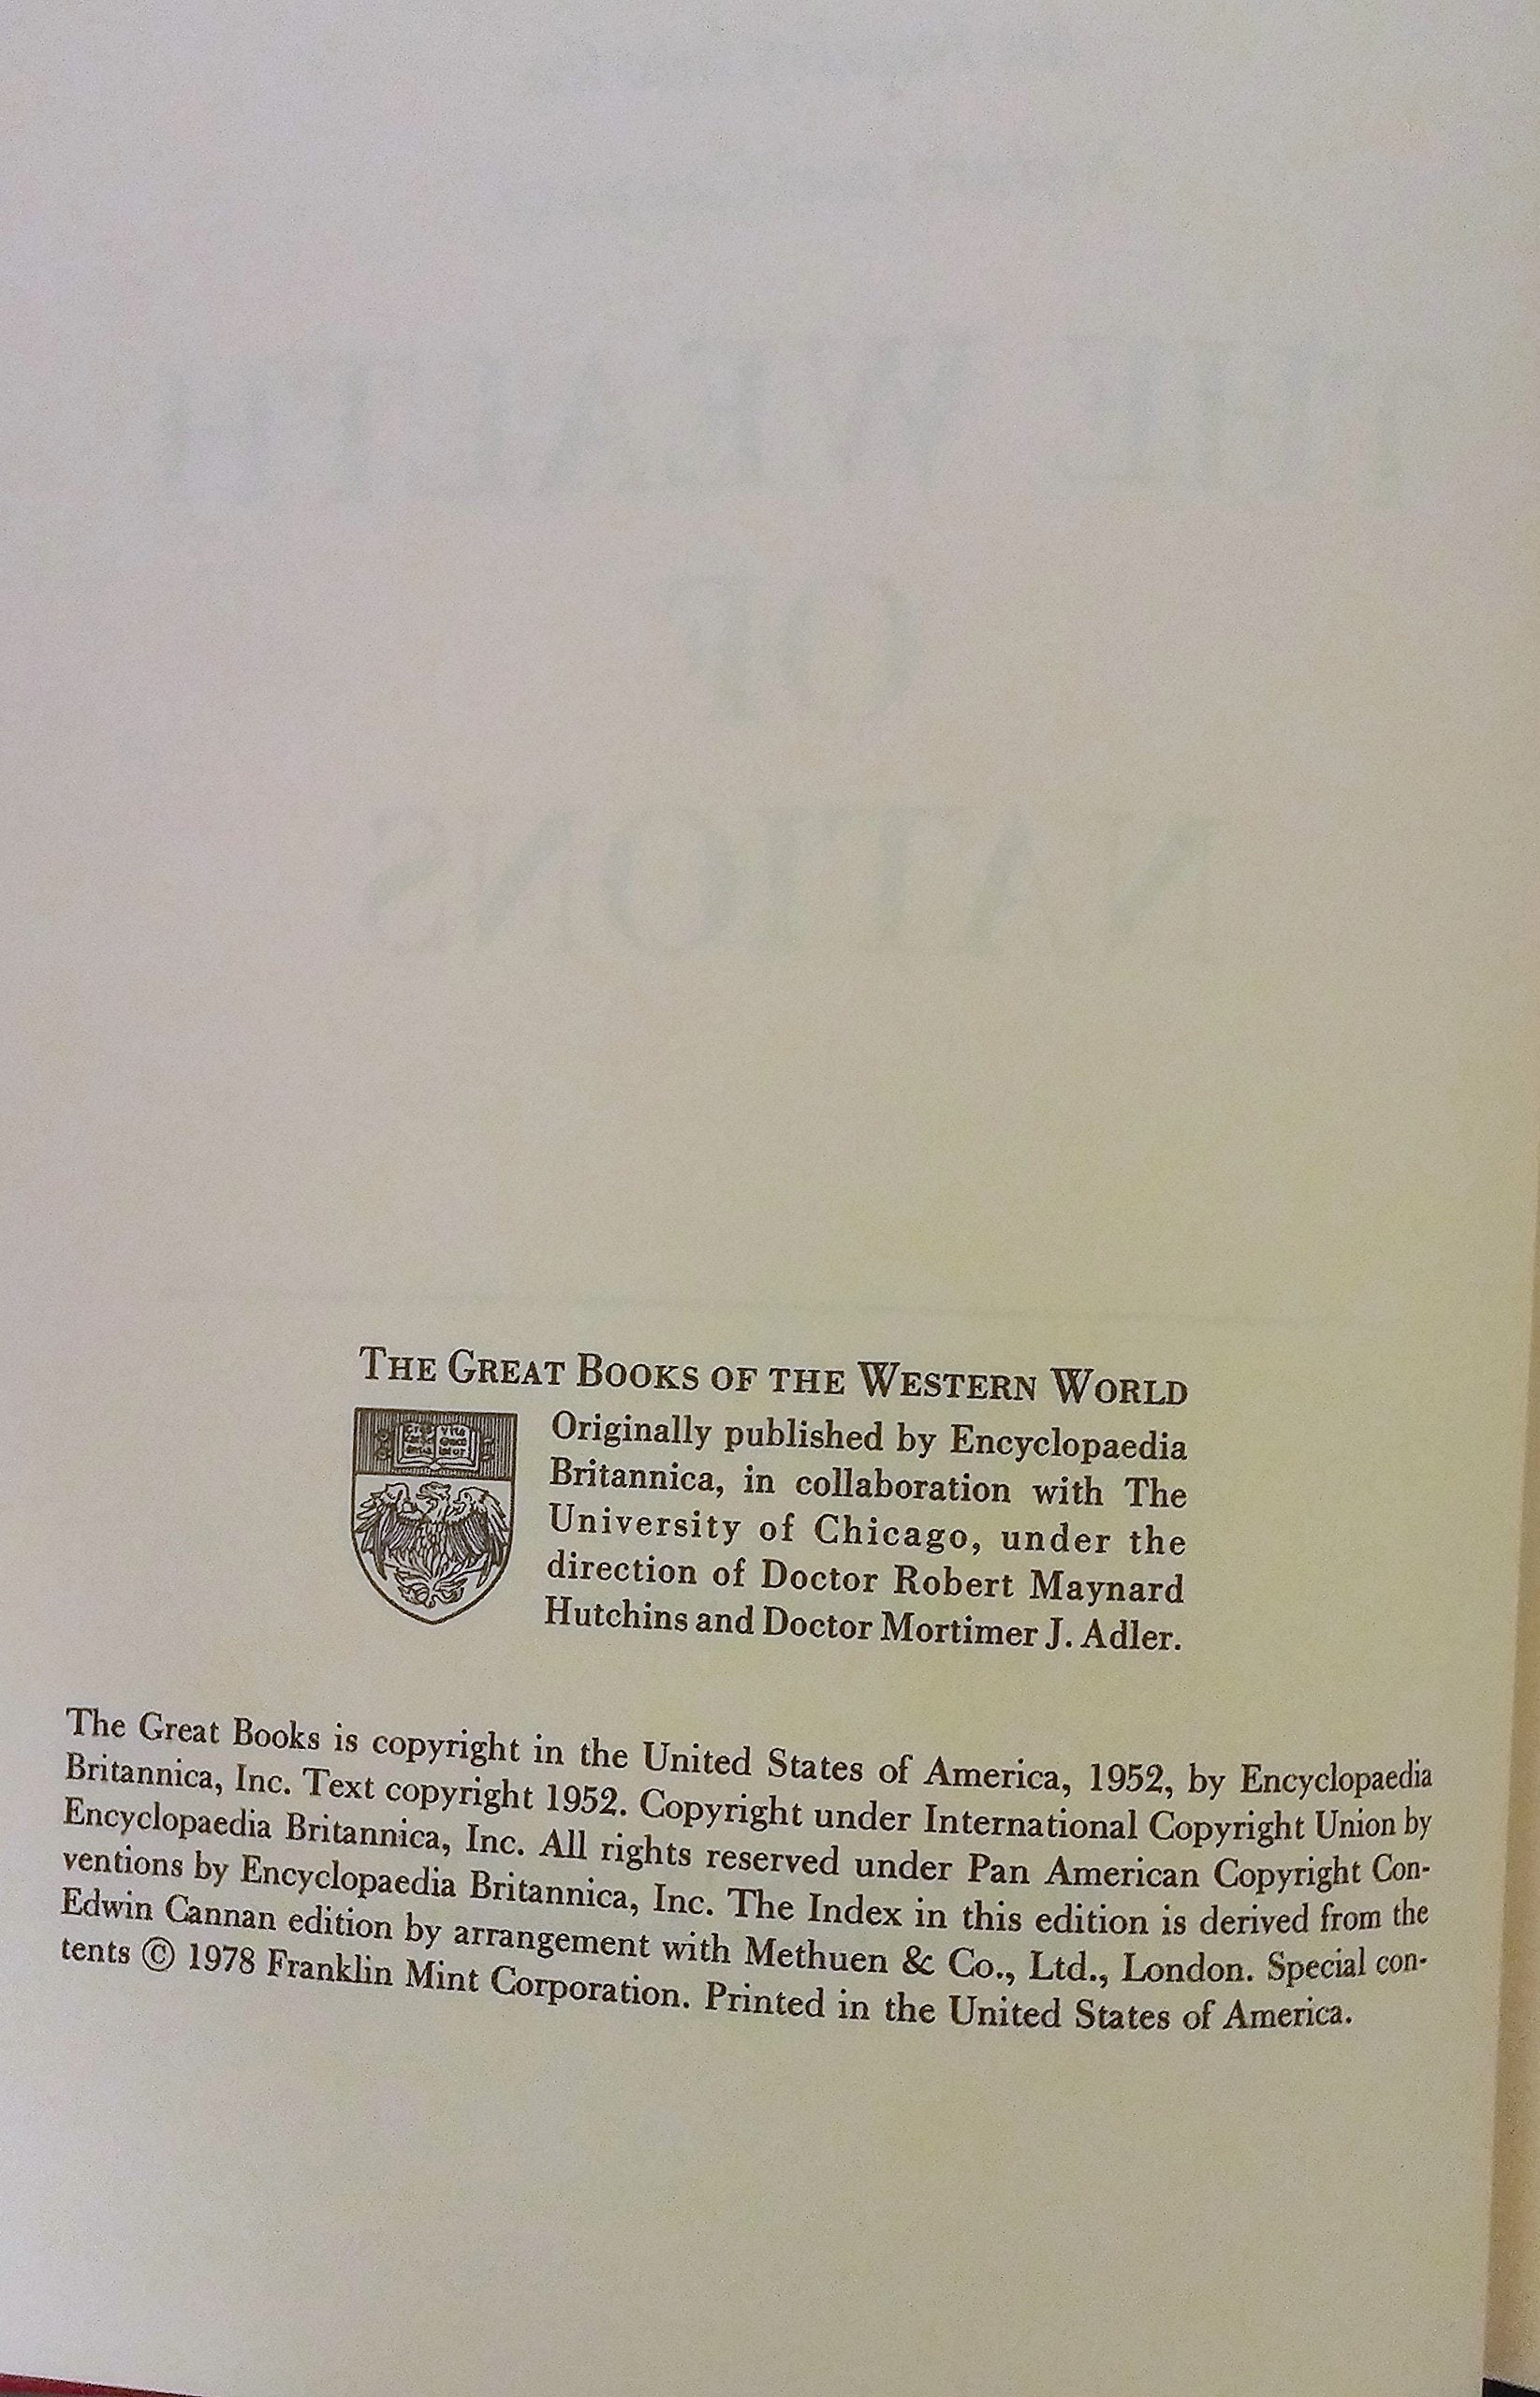 THE WEALTH
OF
NATIONS
THE GREAT BOOKS OF THE WESTERN WORLD
Originally published by Encyclopaedia
Britannica, in collaboration with The
University of Chicago, under the
direction of Doctor Robert Maynard
Hutchins and Doctor Mortimer J. Adler.
The Great Books is copyright in the United States of America, 1952, by Encyclopaedia
Britannica, Inc. Text copyright 1952. Copyright under International Copyright Union by
Encyclopaedia Britannica, Inc. All rights reserved under Pan American Copyright Con-
ventions by Encyclopaedia Britannica, Inc. The Index in this edition is derived from the
Edwin Cannan edition by arrangement with Methuen & Co., Ltd., London. Special con-
tents © 1978 Franklin Mint Corporation. Printed in the United States of America.